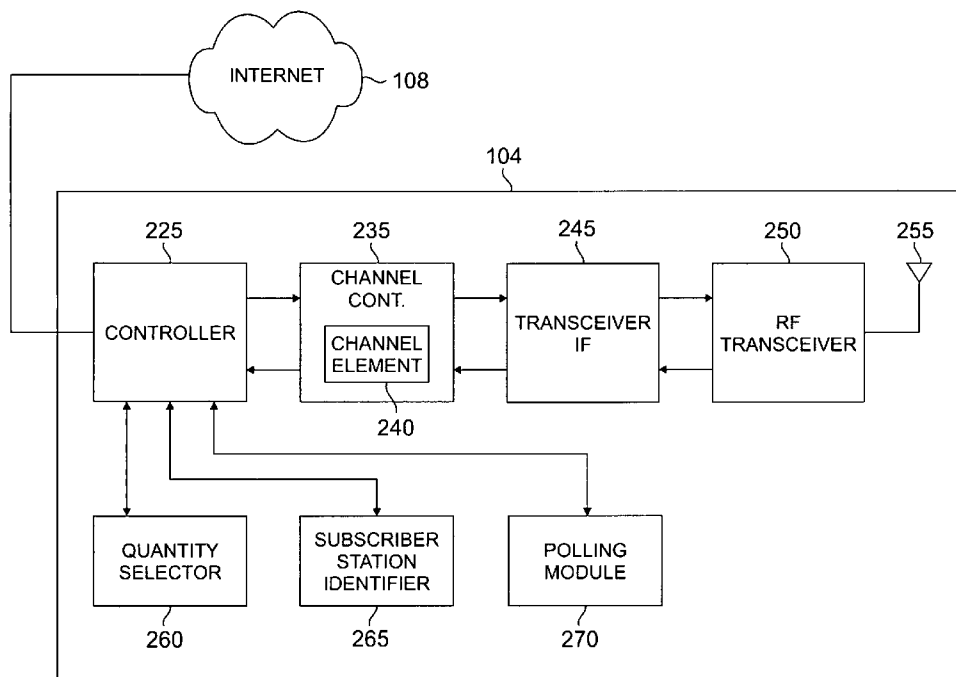 INTERNET
108
104
225
235
245
250
255
CONTROLLER
CHANNEL
CONT.
CHANNEL
ELEMENT
240
TRANSCEIVER
IF
RF
TRANSCEIVER
QUANTITY
SELECTOR
260
SUBSCRIBER
STATION
IDENTIFIER
265
POLLING
MODULE
270